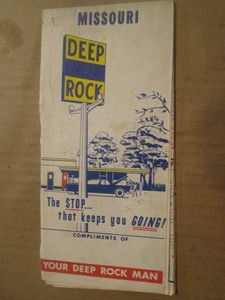 MISSOURI
DEEP
ROCK
The STOP...
that keeps you GOING!
COMPLIMENTS OF
YOUR DEEP ROCK MAN